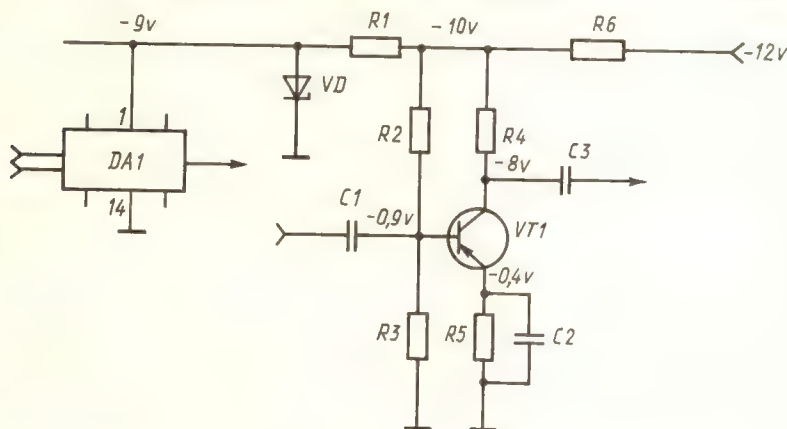 -9v
R1
-10v
R6
-12v
VD
1
DA1
14
R2
R4
C3
-8v
C1
-0,9v
VT1
-0,4v
R3
R5
C2